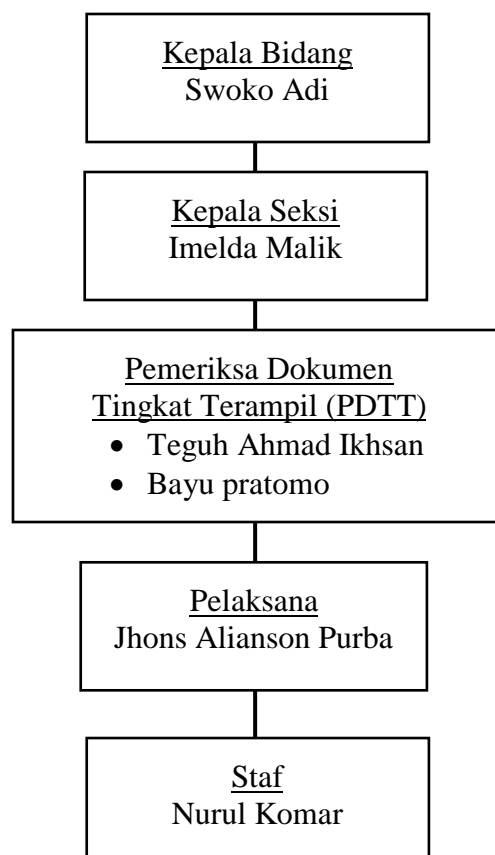 Kepala Bidang
Swoko Adi
Kepala Seksi
Imelda Malik
Pemeriksa Dokumen
Tingkat Terampil (PDTT)
• Teguh Ahmad Ikhsan
• Bayu pratomo
Pelaksana
Jhons Alianson Purba
Staf
Nurul Komar